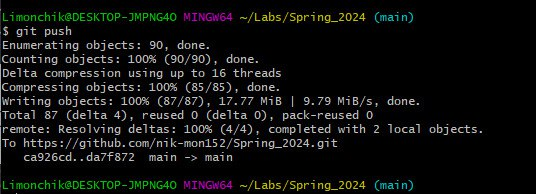 Limonchik@DESKTOP-JMPNG4O MINGW64 ~/Labs/Spring_2024 (main)
$ git push
Enumerating objects: 90, done.
Counting objects: 100% (90/90), done.
Delta compression using up to 16 threads
Compressing objects: 100% (85/85), done.
Writing objects: 100% (87/87), 17.77 MiB | 9.79 MiB/s, done.
Total 87 (delta 4), reused 0 (delta 0), pack-reused 0
remote: Resolving deltas: 100% (4/4), completed with 2 local objects.
To https://github.com/nik-mon152/Spring_2024.git
   ca926cd..da7f872  main -> main
Limonchik@DESKTOP-JMPNG4O MINGW64 ~/Labs/Spring_2024 (main)